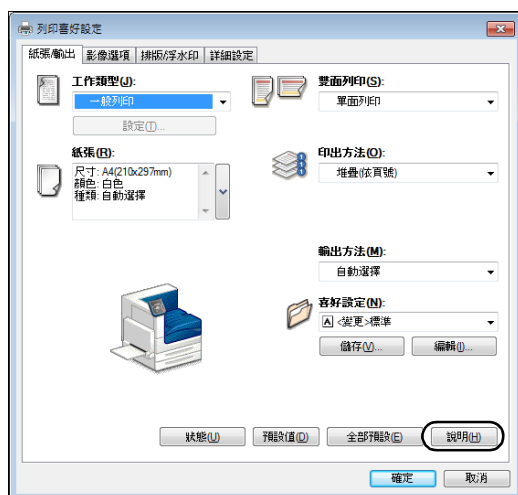 列印喜好設定
紙張/輸出 影像選項 排版/浮水印 詳細設定
工作類型(J):
一般列印
設定(I)...
紙張(R):
尺寸: A4(210x297mm)
顏色: 白色
種類: 自動選擇
雙面列印(S):
單面列印
印出方法(O):
堆疊(依頁號)
輸出方法(M):
自動選擇
喜好設定(N):
A <變更>標準
儲存(V)... 編輯()...
狀態(U) 預設值(D) 全部預設(E) 說明(H)
確定 取消